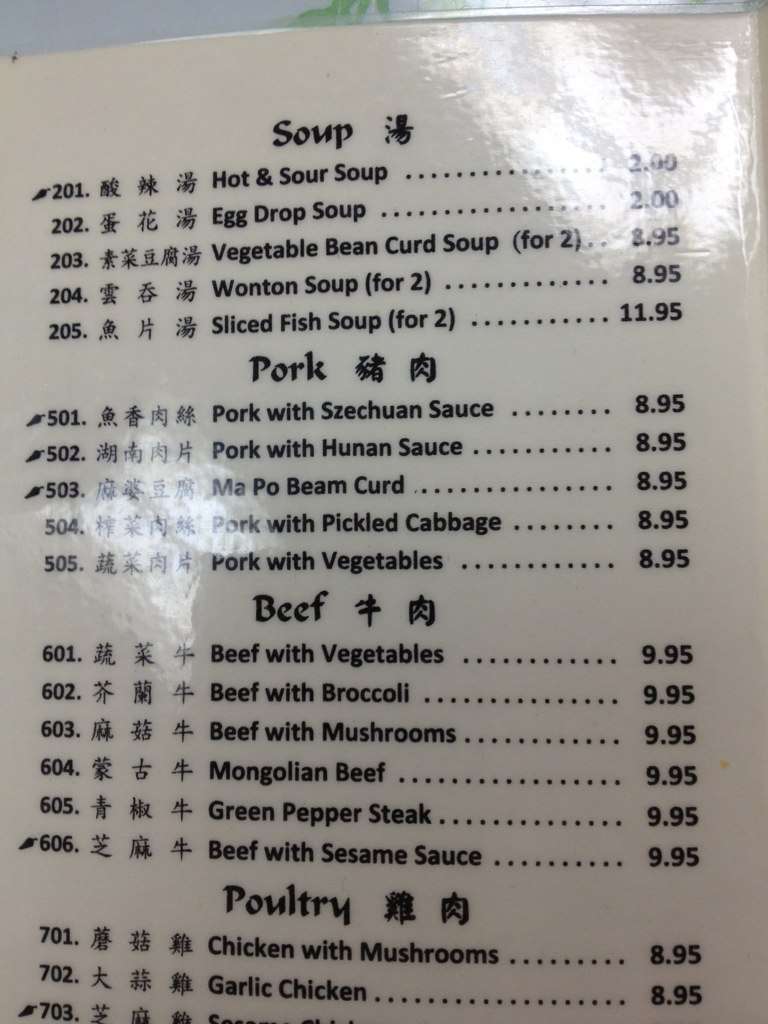 Soup 湯
201. 酸辣湯 Hot & Sour Soup .................. 2.00
202. 蛋花湯 Egg Drop Soup .................... 2.00
203. 素菜豆腐湯 Vegetable Bean Curd Soup (for 2)... 8.95
204. 雲吞湯 Wonton Soup (for 2) ............. 8.95
205. 魚片湯 Sliced Fish Soup (for 2) ........... 11.95
Pork 豬肉
501. 魚香肉絲 Pork with Szechuan Sauce ........ 8.95
502. 湖南肉片 Pork with Hunan Sauce ........... 8.95
503. 麻婆豆腐 Ma Po Beam Curd ................ 8.95
504. 榨菜肉絲 Pork with Pickled Cabbage ........ 8.95
505. 蔬菜肉片 Pork with Vegetables ............ 8.95
Beef 牛肉
601. 蔬菜牛 Beef with Vegetables ............ 9.95
602. 芥蘭牛 Beef with Broccoli ............... 9.95
603. 麻菇牛 Beef with Mushrooms ............ 9.95
604. 蒙古牛 Mongolian Beef ................. 9.95
605. 青椒牛 Green Pepper Steak .............. 9.95
606. 芝麻牛 Beef with Sesame Sauce .......... 9.95
Poultry 雞肉
701. 蘑菇雞 Chicken with Mushrooms ......... 8.95
702. 大蒜雞 Garlic Chicken ................... 8.95
703. 芝麻雞 Sesame